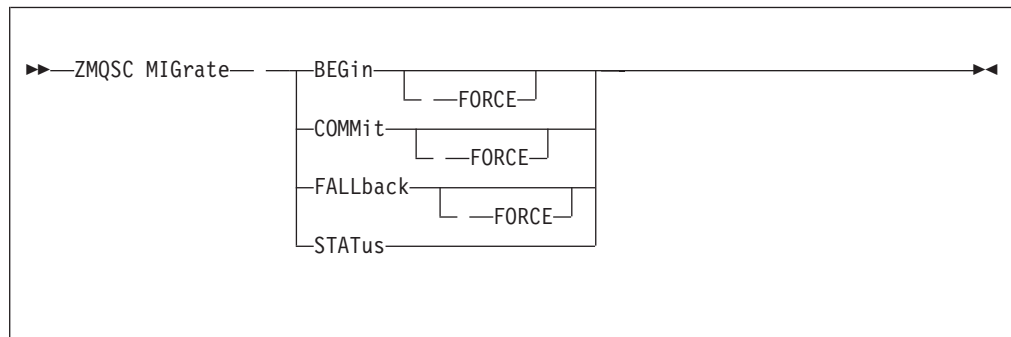 ZMQSC MIGrate BEGin
FORCE
COMMit
FORCE
FALLback
FORCE
STATus